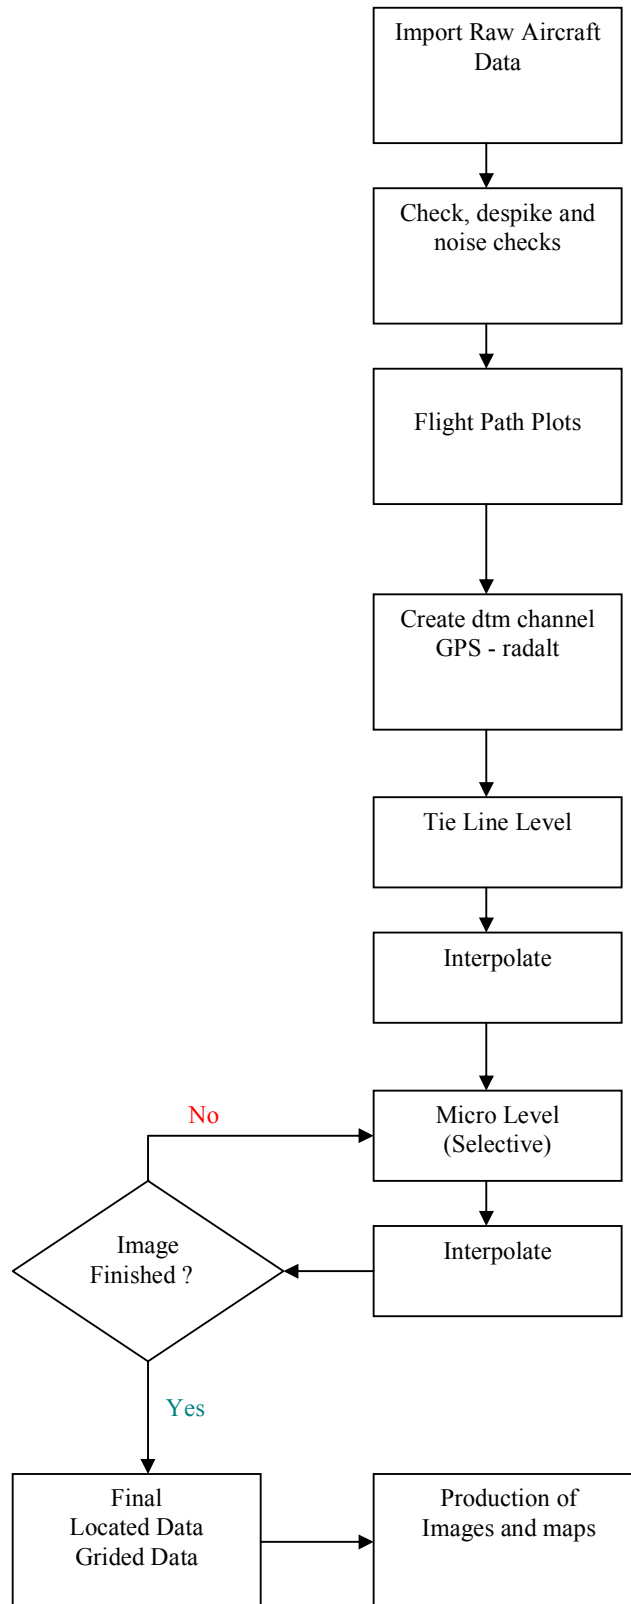 Import Raw Aircraft
Data
Check, despike and
noise checks
Flight Path Plots
Create dtm channel
GPS - radalt
Tie Line Level
Interpolate
No
Micro Level
(Selective)
Image
Finished ?
Interpolate
Yes
Final
Located Data
Grided Data
Production of
Images and maps